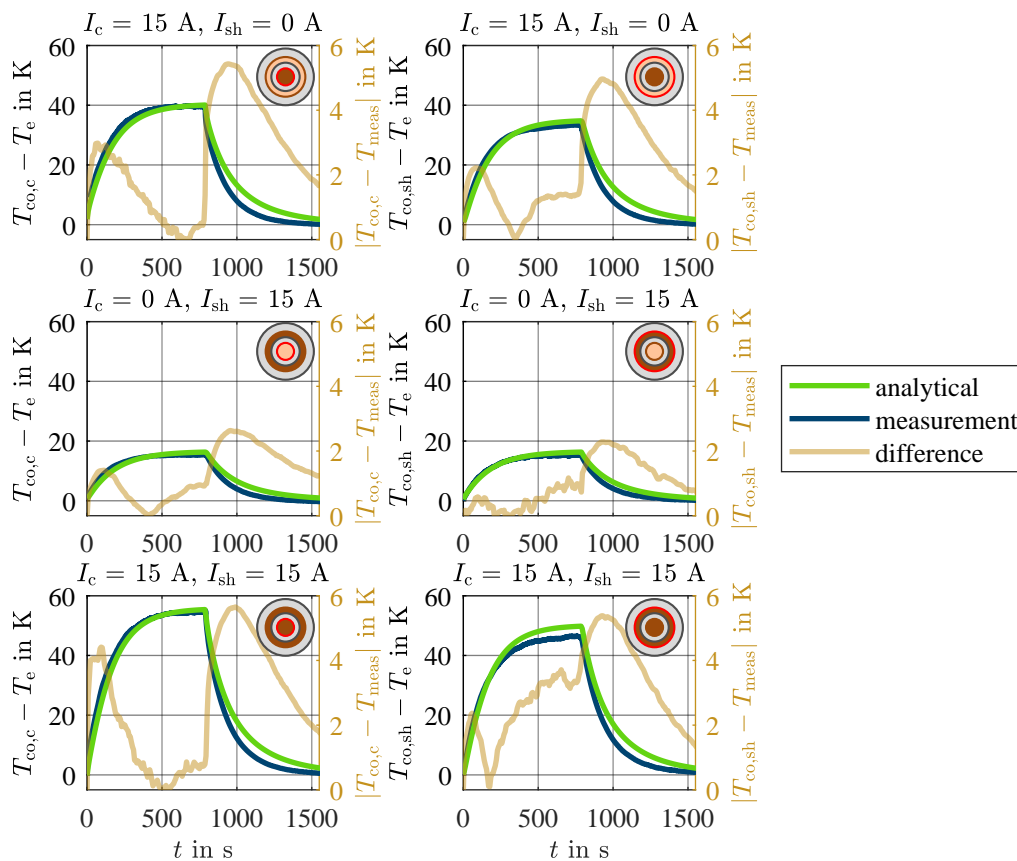 I_c = 15 A, I_sh = 0 A
T_co,c − T_e in K
60
40
20
0
6
4
2
0
|T_co,c − T_meas| in K
0 500 1000 1500
I_c = 15 A, I_sh = 0 A
T_co,sh − T_e in K
60
40
20
0
6
4
2
0
|T_co,sh − T_meas| in K
0 500 1000 1500
I_c = 0 A, I_sh = 15 A
T_co,c − T_e in K
60
40
20
0
6
4
2
0
|T_co,c − T_meas| in K
0 500 1000 1500
I_c = 0 A, I_sh = 15 A
T_co,sh − T_e in K
60
40
20
0
6
4
2
0
|T_co,sh − T_meas| in K
0 500 1000 1500
analytical
measurement
difference
I_c = 15 A, I_sh = 15 A
T_co,c − T_e in K
60
40
20
0
6
4
2
0
|T_co,c − T_meas| in K
0 500 1000 1500
t in s
I_c = 15 A, I_sh = 15 A
T_co,sh − T_e in K
60
40
20
0
6
4
2
0
|T_co,sh − T_meas| in K
0 500 1000 1500
t in s